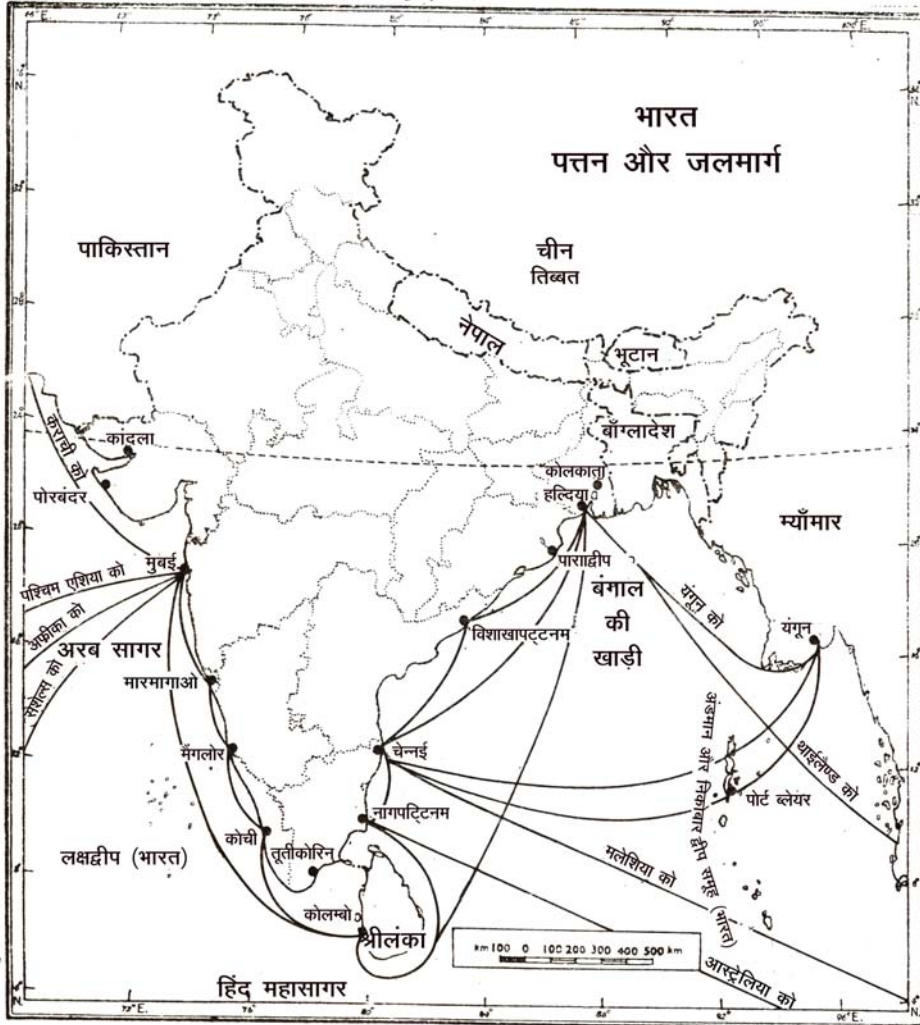 भारत
पत्तन और जलमार्ग
पाकिस्तान
चीन
तिब्बत
नेपाल
भूटान
बाँग्लादेश
कराची को
कांदला
कोलकाता
हल्दिया
पोरबंदर
म्याँमार
मुबई
पाराद्वीप
पश्चिम एशिया को
बंगाल
की
खाड़ी
यंगून को
अफ्रीका को
विशाखापट्टनम
यंगून
अरब सागर
मारमागाओ
अंडमान और निकोबार द्वीप समूह (भारत)
मैंगलोर
चेन्नई
थाईलैण्ड को
पोर्ट ब्लेयर
नागपट्टिनम
कोची
तूतीकोरिन
मलेशिया को
लक्षद्वीप (भारत)
कोलम्बो
श्रीलंका
km 100 0 100 200 300 400 500 km
आस्ट्रेलिया को
हिंद महासागर